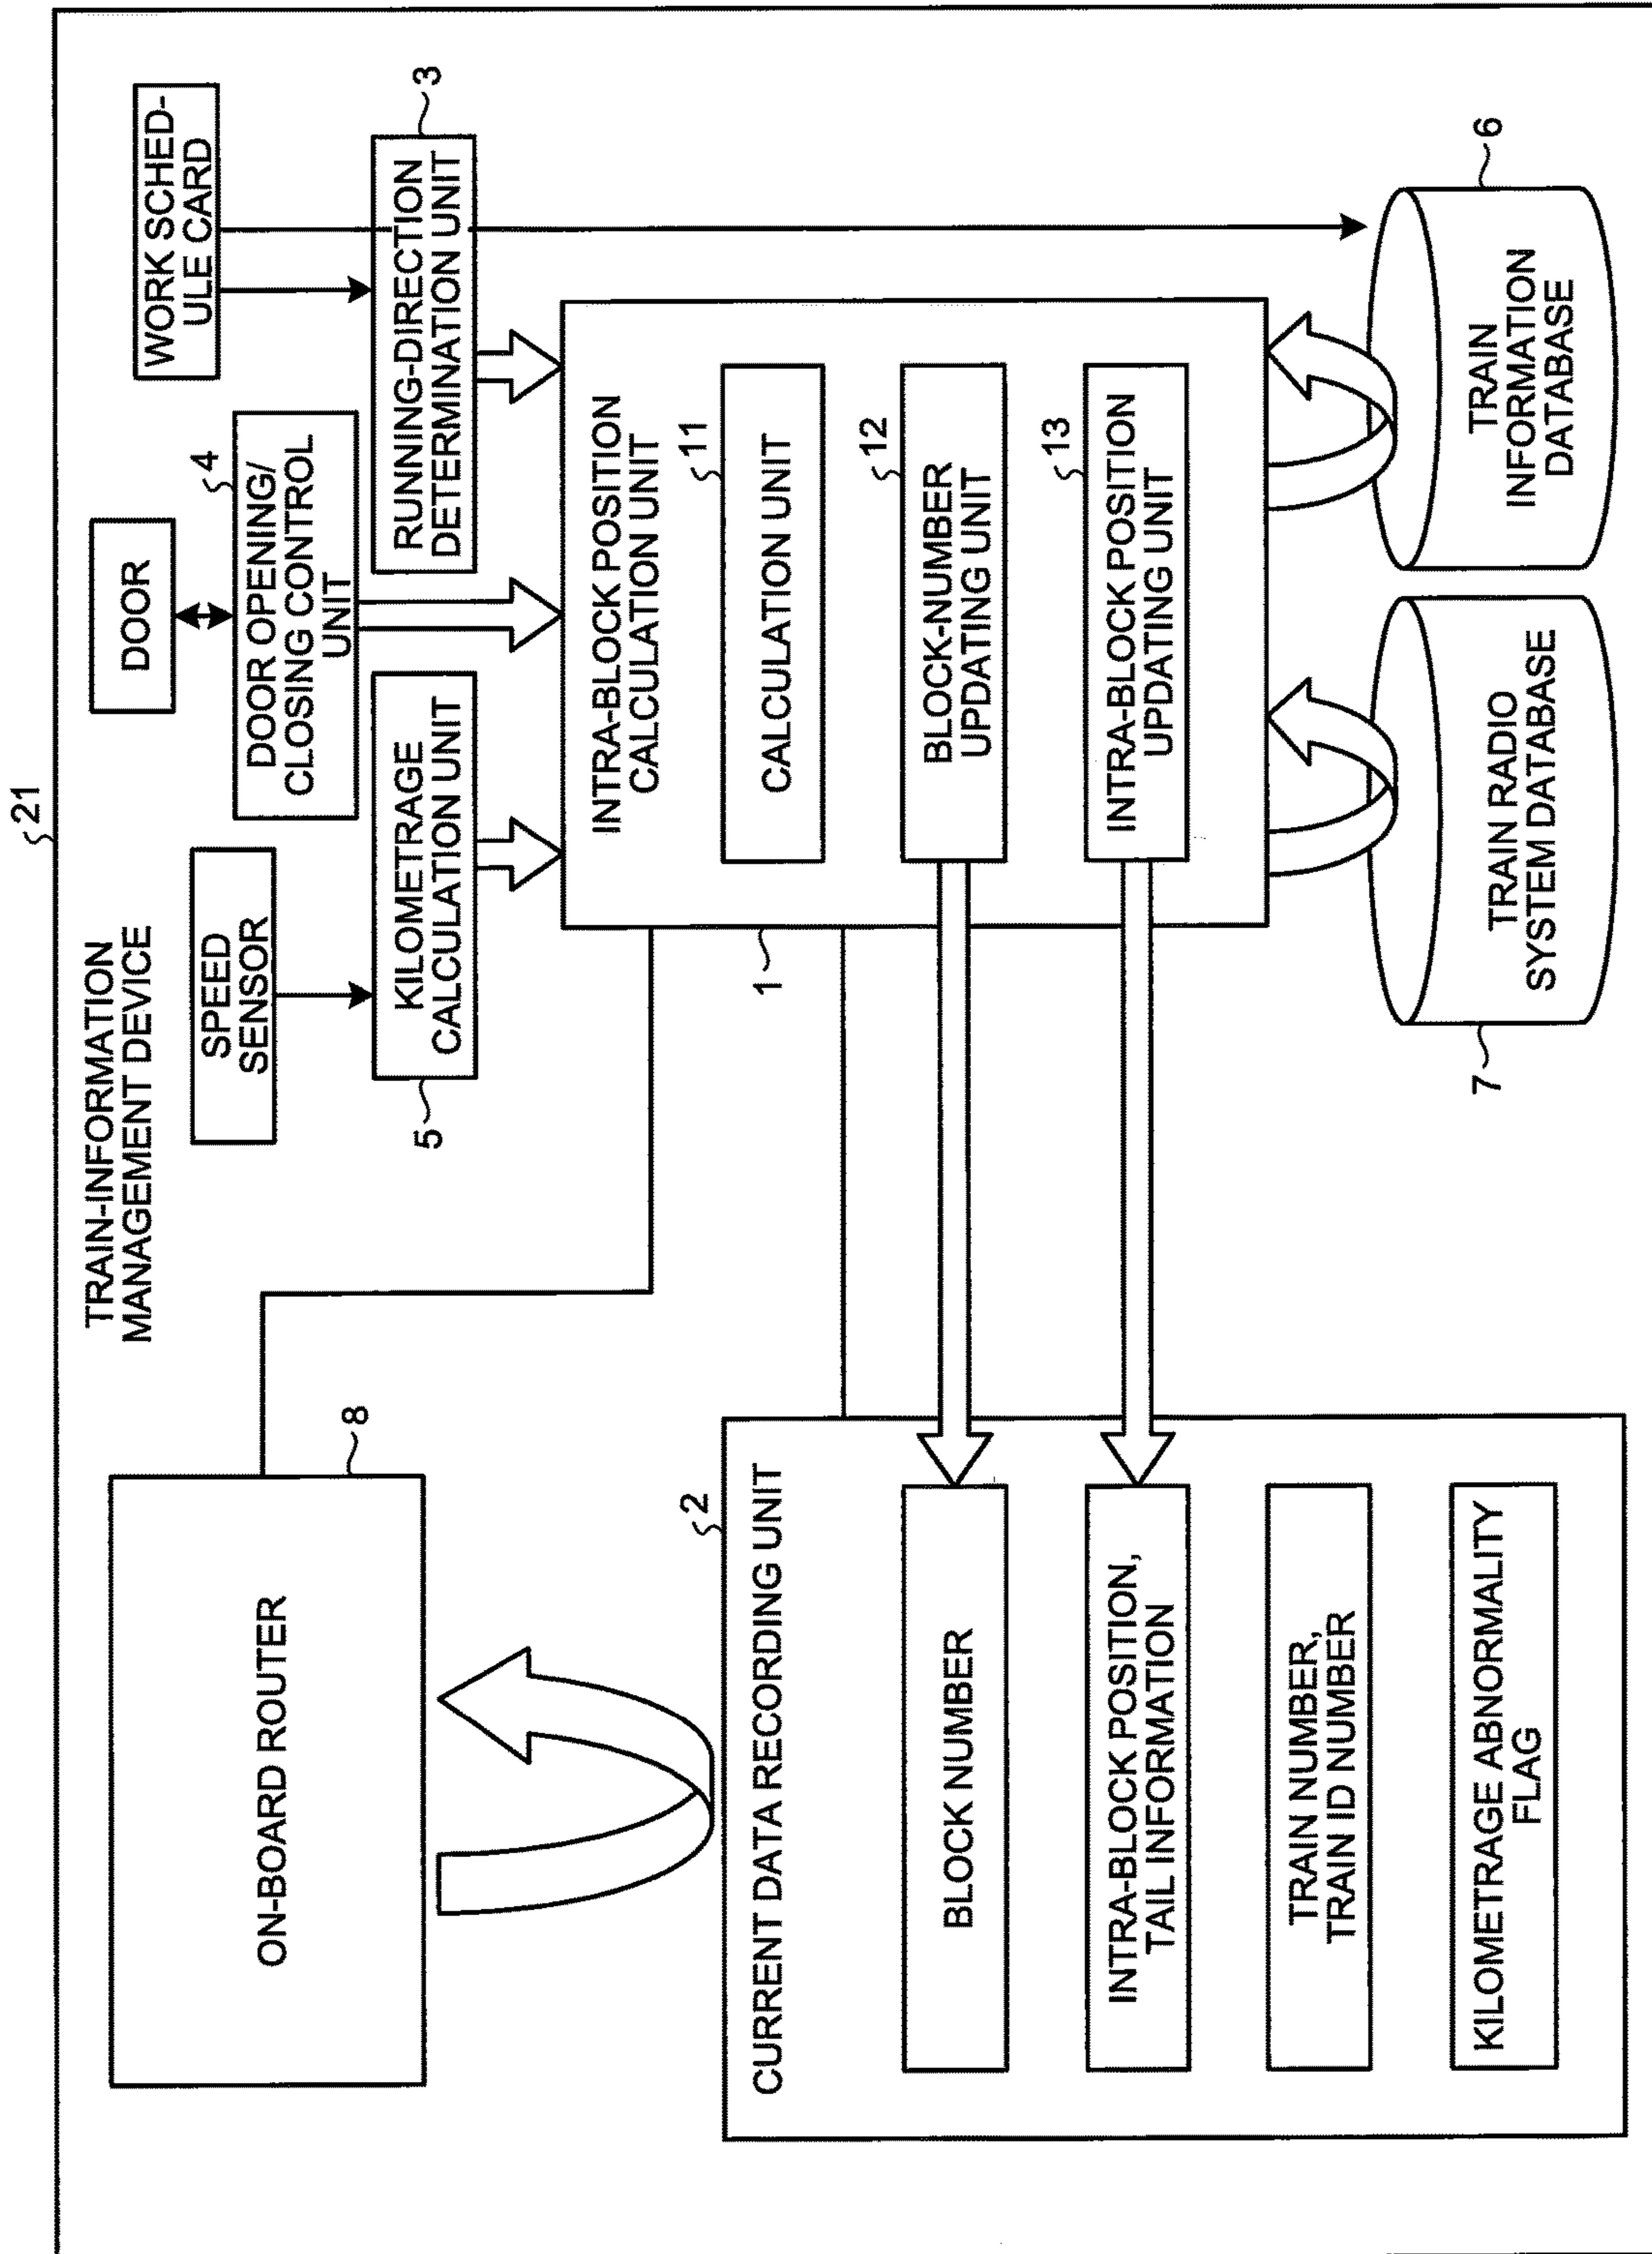 21
TRAIN-INFORMATION
MANAGEMENT DEVICE
ON-BOARD ROUTER
8
SPEED
SENSOR
DOOR
WORK SCHED-
ULE CARD
4
DOOR OPENING/
CLOSING CONTROL
UNIT
5
KILOMETRAGE
CALCULATION UNIT
RUNNING-DIRECTION
DETERMINATION UNIT
3
1
INTRA-BLOCK POSITION
CALCULATION UNIT
11
CALCULATION UNIT
12
BLOCK-NUMBER
UPDATING UNIT
13
INTRA-BLOCK POSITION
UPDATING UNIT
2
CURRENT DATA RECORDING UNIT
BLOCK NUMBER
INTRA-BLOCK POSITION,
TAIL INFORMATION
TRAIN NUMBER,
TRAIN ID NUMBER
KILOMETRAGE ABNORMALITY
FLAG
7
TRAIN RADIO
SYSTEM DATABASE
6
TRAIN
INFORMATION
DATABASE